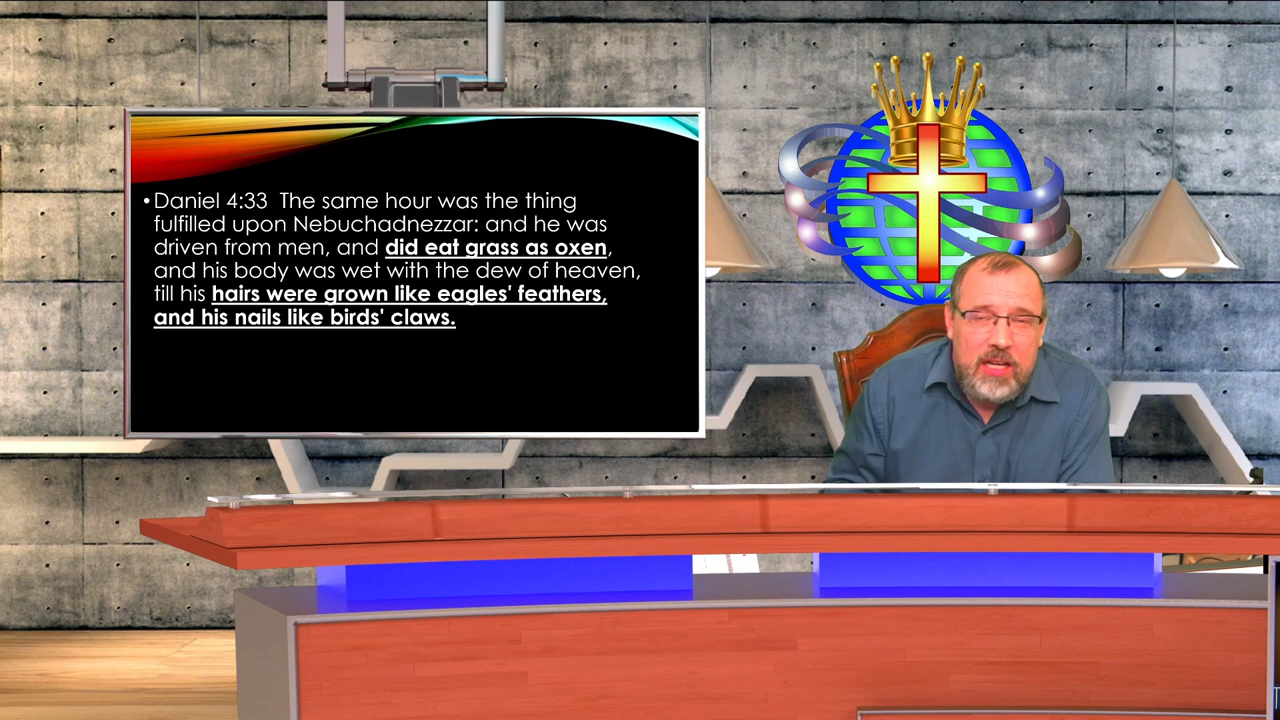 • Daniel 4:33  The same hour was the thing
fulfilled upon Nebuchadnezzar: and he was
driven from men, and did eat grass as oxen,
and his body was wet with the dew of heaven,
till his hairs were grown like eagles' feathers,
and his nails like birds' claws.